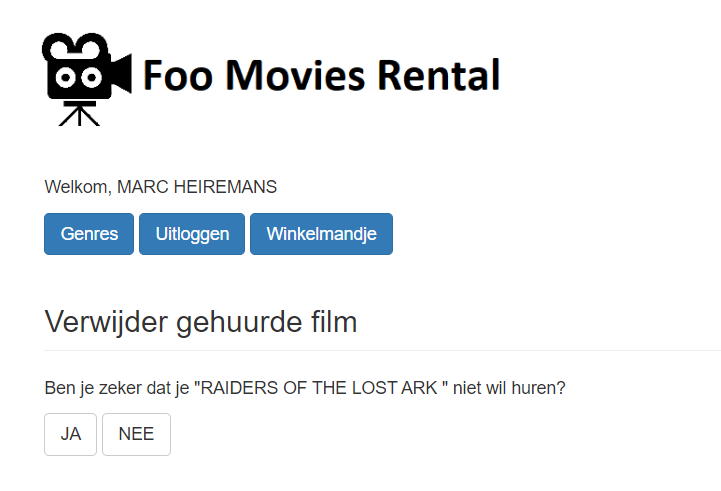 Foo Movies Rental
Welkom, MARC HEIREMANS
Genres Uitloggen Winkelmandje
Verwijder gehuurde film
Ben je zeker dat je "RAIDERS OF THE LOST ARK " niet wil huren?
JA NEE